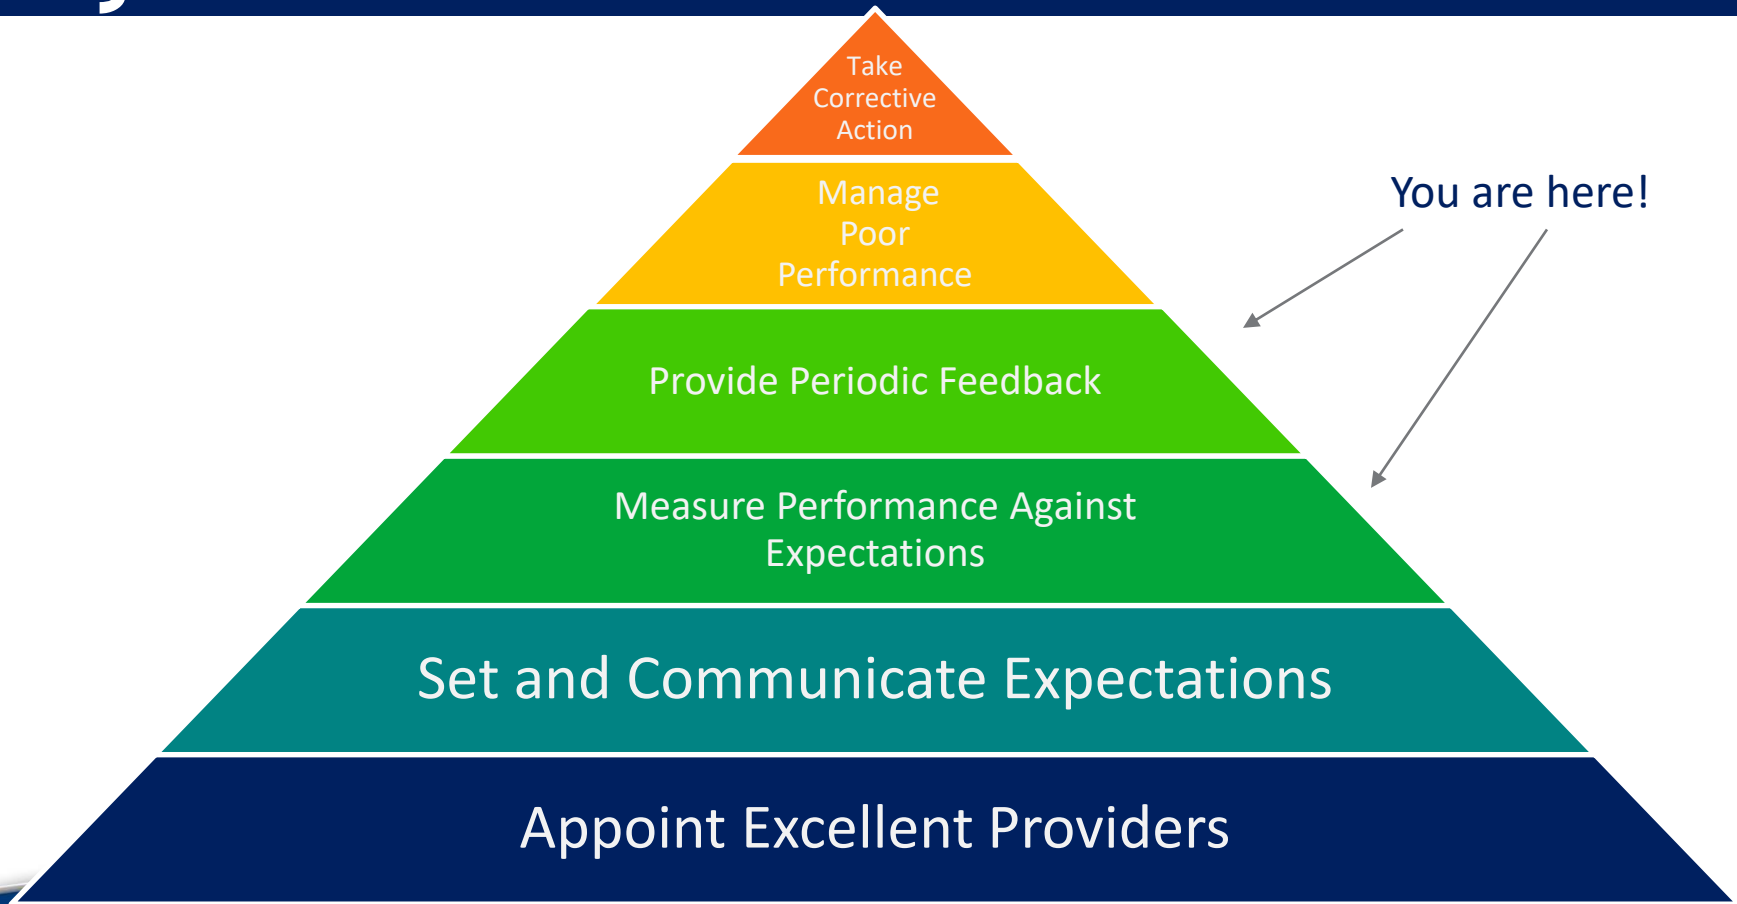 Take
Corrective
Action
Manage
Poor
Performance
You are here!
Provide Periodic Feedback
Measure Performance Against
Expectations
Set and Communicate Expectations
Appoint Excellent Providers